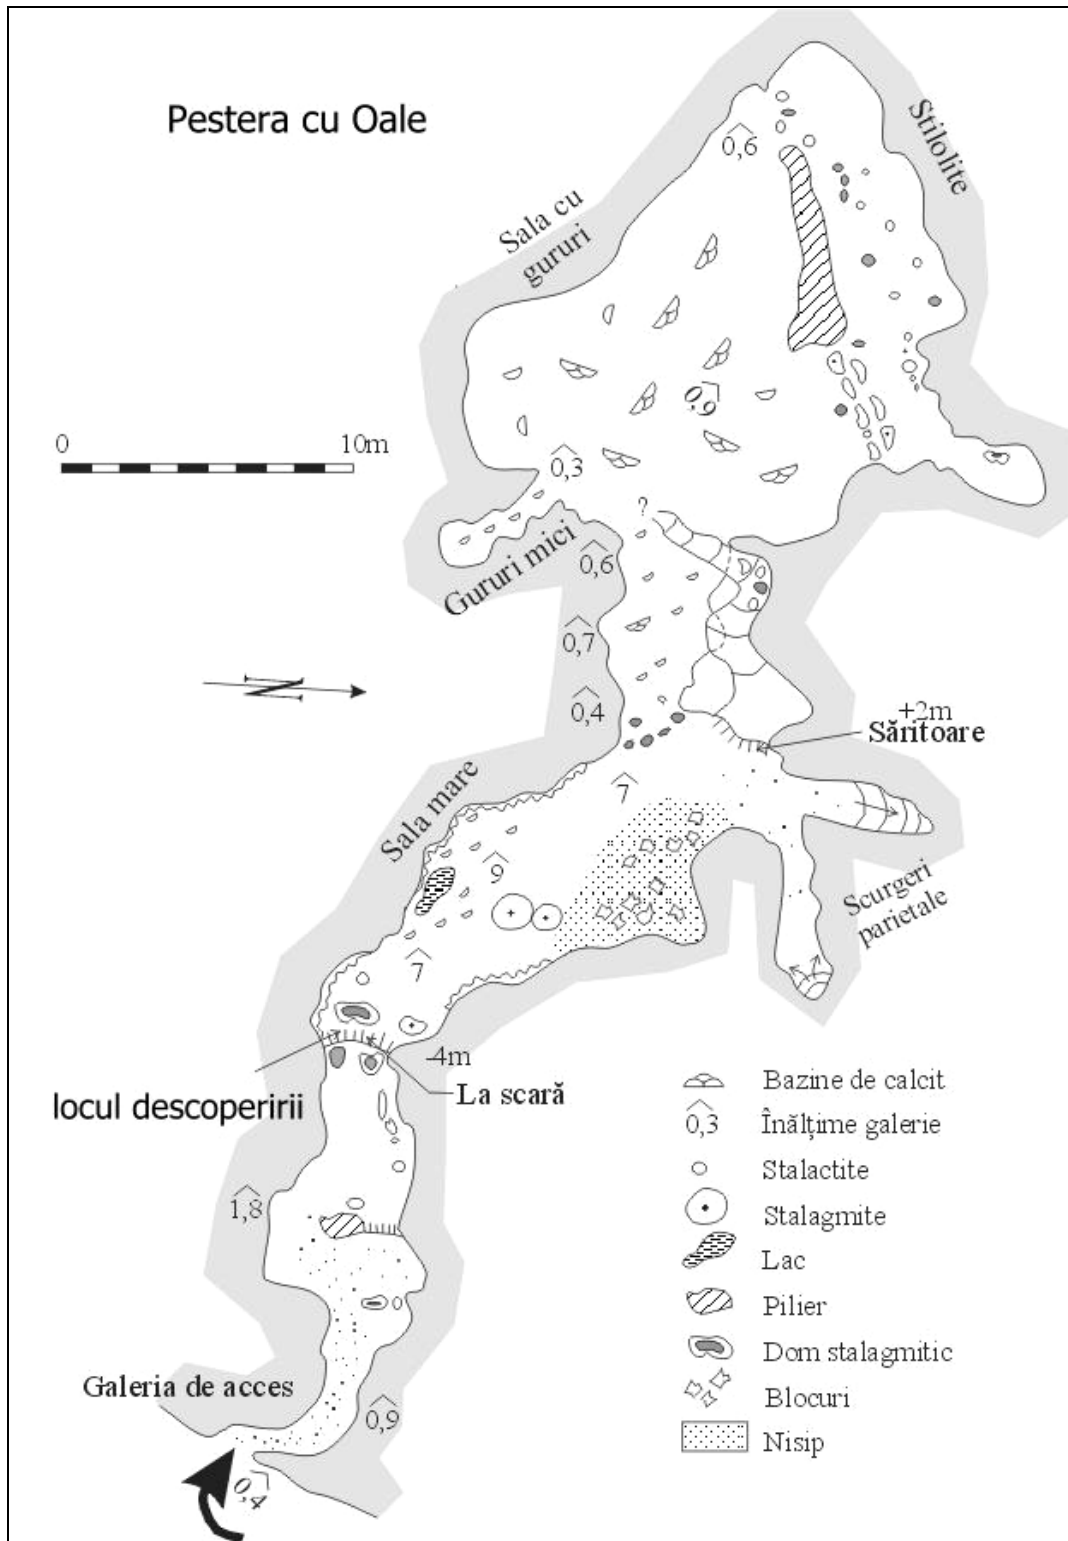 Pestera cu Oale
0,6
Stilolite
Sala cu
gururi
0,9
0
10m
0,3
?
Gururi mici
0,6
0,7
0,4
+2m
Săritoare
7
Sala mare
9
Scurgeri
parietale
7
-4m
La scară
locul descoperirii
1,8
Galeria de acces
0,9
0,4
Bazine de calcit
0,3 Înălțime galerie
Stalactite
Stalagmite
Lac
Pilier
Dom stalagmitic
Blocuri
Nisip